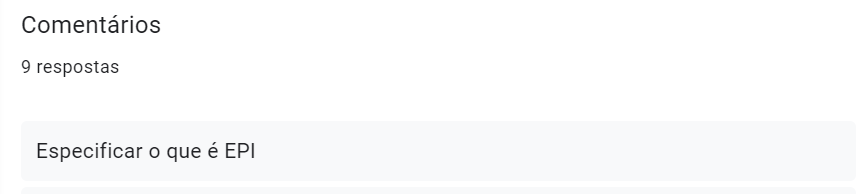 Comentários
9 respostas
Especificar o que é EPI